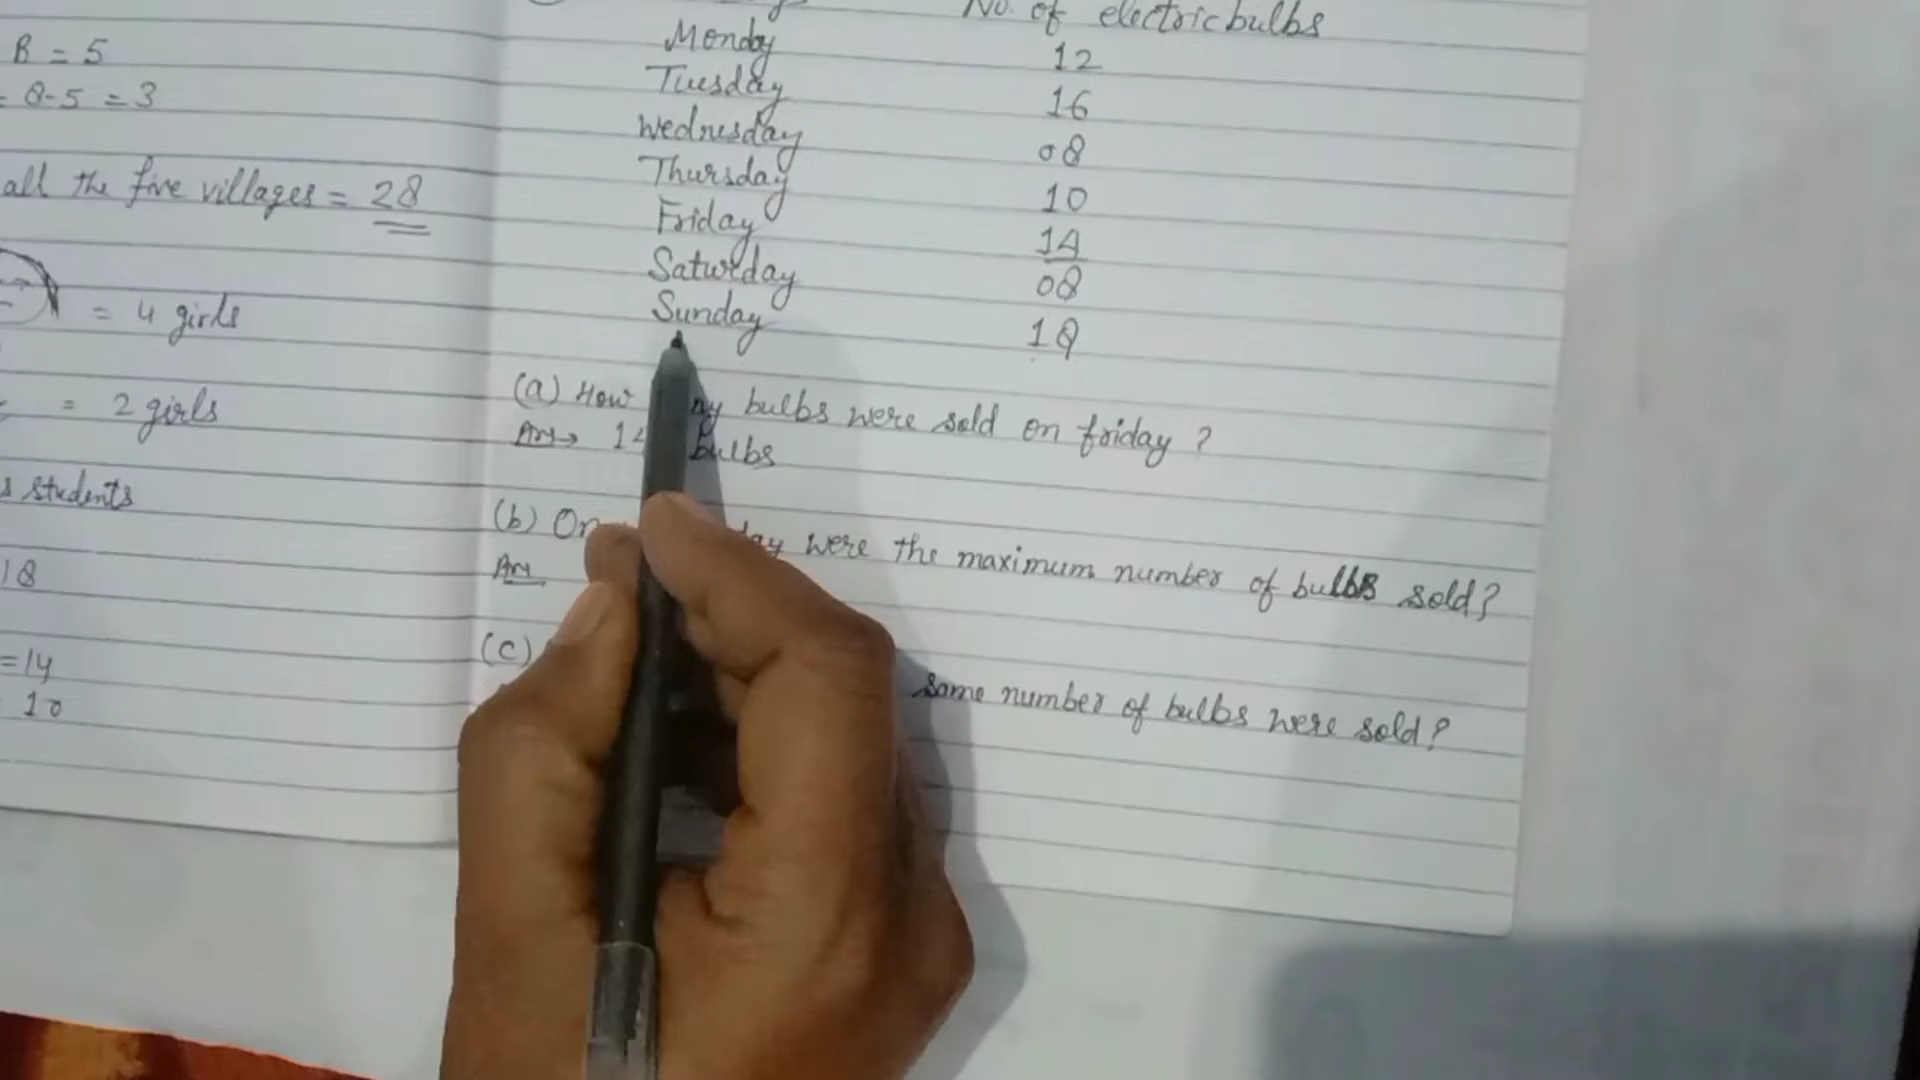 B = 5
= 8-5 = 3
all the five villages = 28
= 4 girls
= 2 girls
students
18
=14
10
No. of electric bulbs
Monday 12
Tuesday 16
Wednesday 08
Thursday 10
Friday 14
Saturday 08
Sunday 18
(a) How bulbs were sold on friday ?
Ans→ bulbs
(b) On day were the maximum number of bulbs sold?
Ans
(c) same number of bulbs were sold?